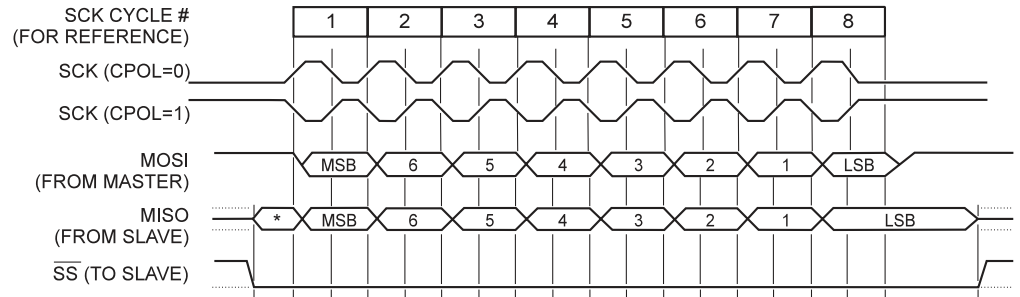 SCK CYCLE #
(FOR REFERENCE)
1 2 3 4 5 6 7 8
SCK (CPOL=0)
SCK (CPOL=1)
MOSI
(FROM MASTER)
MSB 6 5 4 3 2 1 LSB
MISO
(FROM SLAVE)
* MSB 6 5 4 3 2 1 LSB
SS (TO SLAVE)